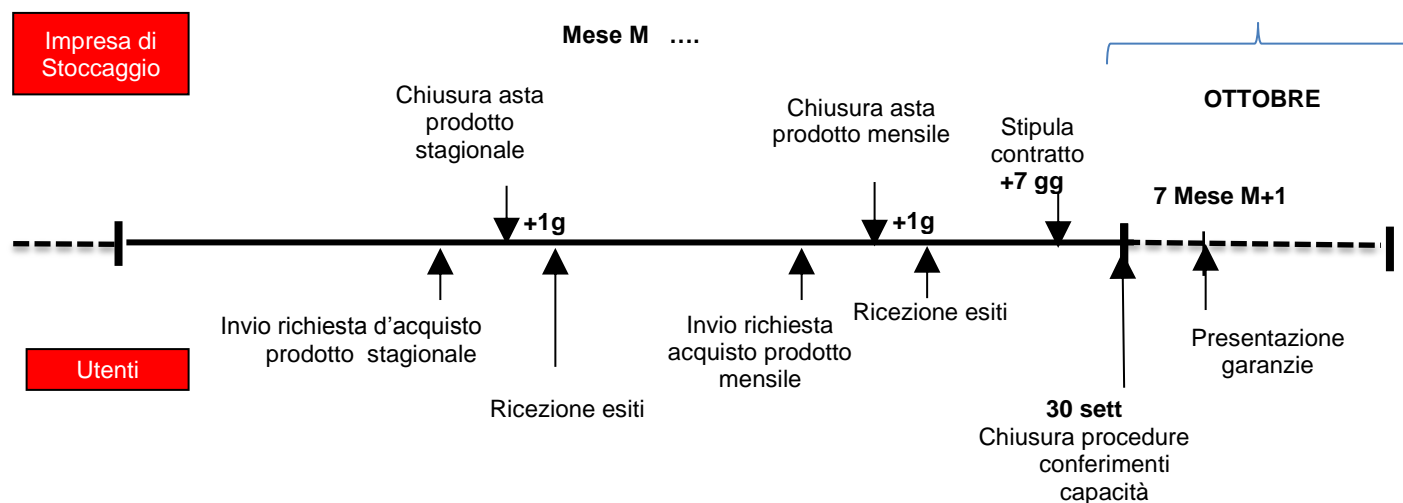 Impresa di
Stoccaggio
Mese M ....
OTTOBRE
Chiusura asta
prodotto
stagionale
Chiusura asta
prodotto mensile
Stipula
contratto
+7 gg
7 Mese M+1
+1g
+1g
Invio richiesta d’acquisto
prodotto stagionale
Ricezione esiti
Invio richiesta
acquisto prodotto
mensile
Ricezione esiti
Presentazione
garanzie
Utenti
30 sett
Chiusura procedure
conferimenti
capacità